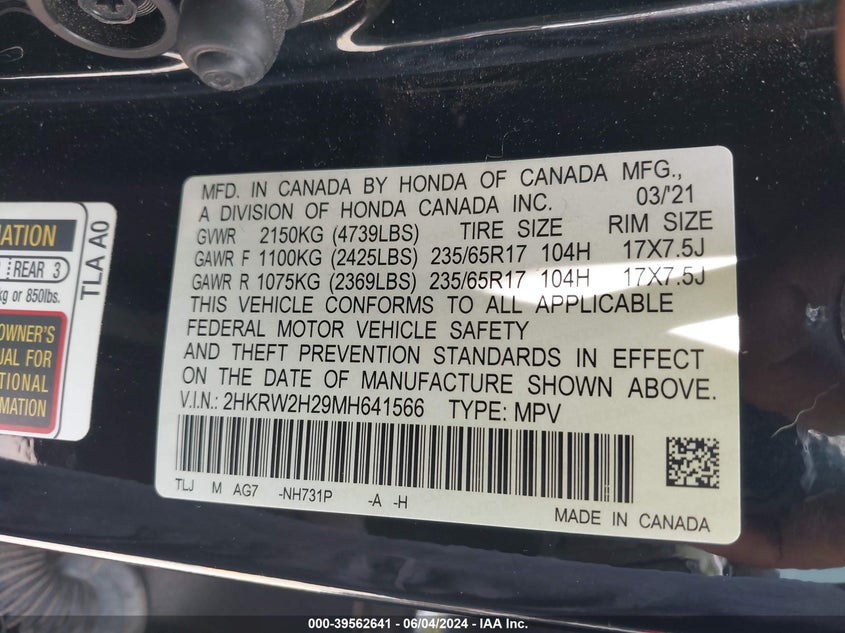 MFD. IN CANADA BY HONDA OF CANADA MFG.,
A DIVISION OF HONDA CANADA INC. 03/'21
GVWR 2150KG (4739LBS) TIRE SIZE RIM SIZE
GAWR F 1100KG (2425LBS) 235/65R17 104H 17X7.5J
GAWR R 1075KG (2369LBS) 235/65R17 104H 17X7.5J
THIS VEHICLE CONFORMS TO ALL APPLICABLE
FEDERAL MOTOR VEHICLE SAFETY
AND THEFT PREVENTION STANDARDS IN EFFECT
ON THE DATE OF MANUFACTURE SHOWN ABOVE.
V.I.N.: 2HKRW2H29MH641566 TYPE: MPV
TLJ M AG7 -NH731P -A -H
MADE IN CANADA
MATION
REAR 3
kg or 850lbs.
OWNER'S
UAL FOR
TIONAL
RMATION
TLA A0
000-39562641 - 06/04/2024 - IAA Inc.